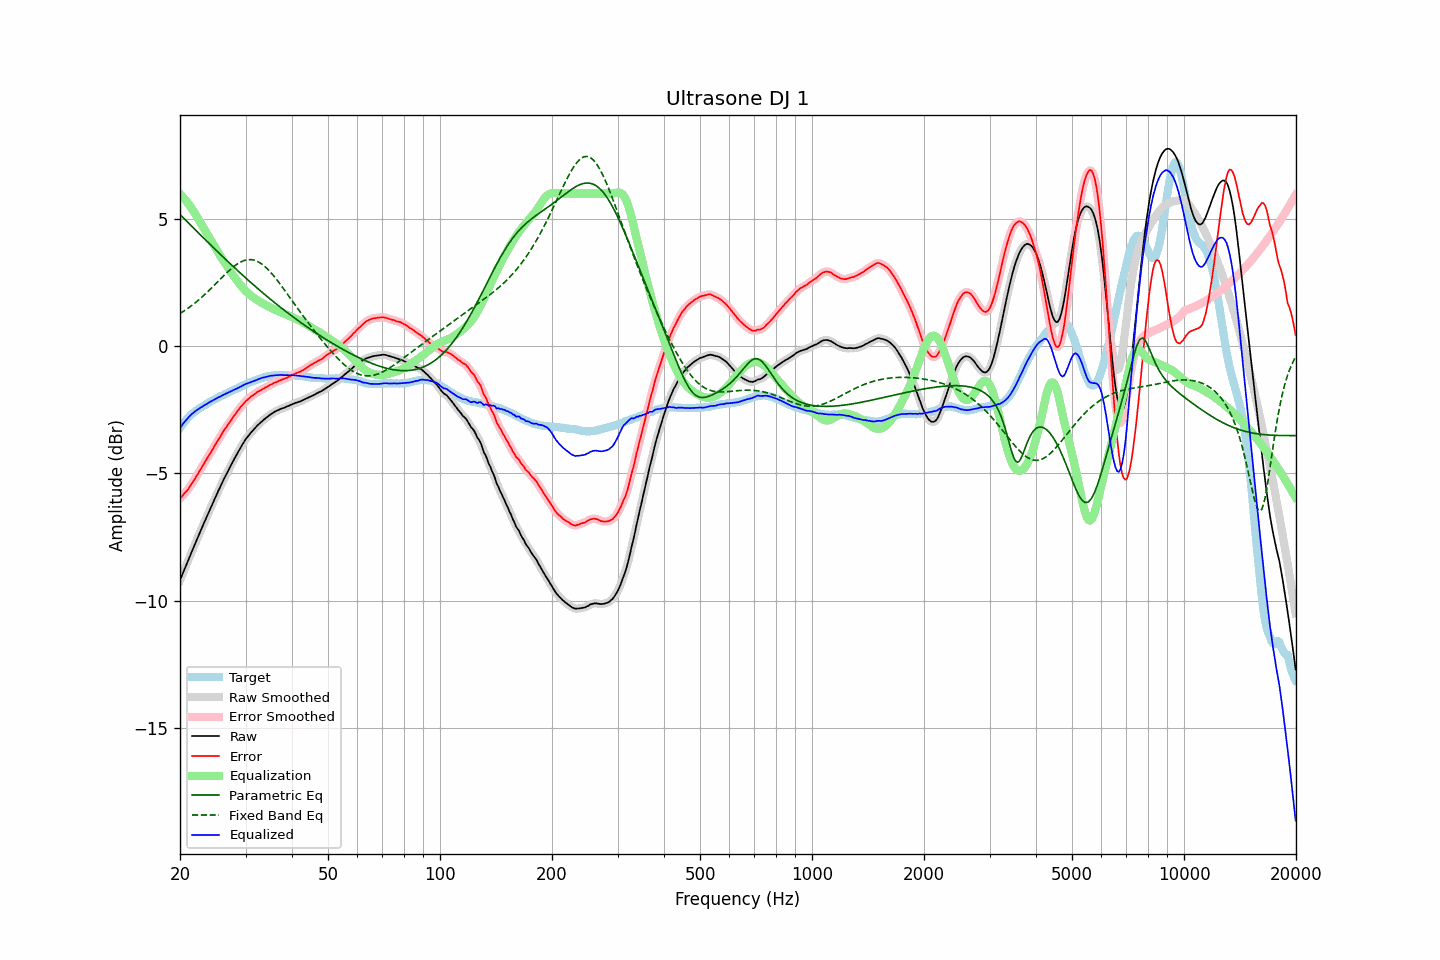 Ultrasone DJ 1
Amplitude (dBr)
5
0
−5
−10
−15
Target
Raw Smoothed
Error Smoothed
Raw
Error
Equalization
Parametric Eq
Fixed Band Eq
Equalized
20 50 100 200 500 1000 2000 5000 10000 20000
Frequency (Hz)